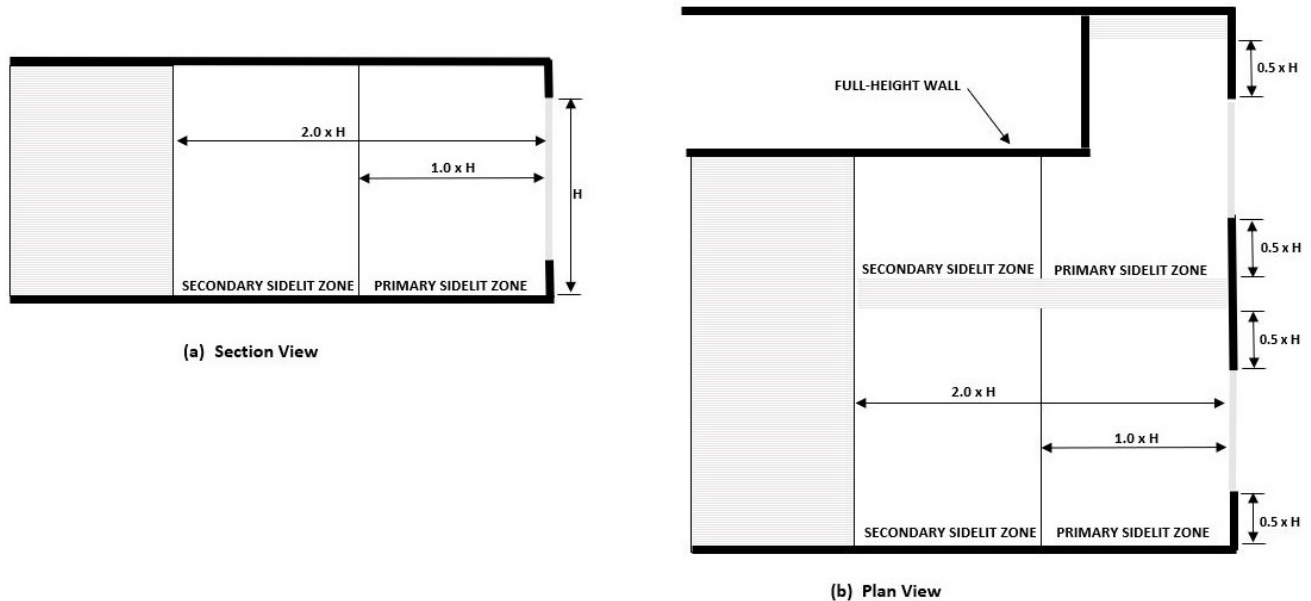 2.0 x H
1.0 x H
H
SECONDARY SIDELIT ZONE
PRIMARY SIDELIT ZONE
(a) Section View
0.5 x H
FULL-HEIGHT WALL
0.5 x H
SECONDARY SIDELIT ZONE
PRIMARY SIDELIT ZONE
0.5 x H
2.0 x H
1.0 x H
0.5 x H
SECONDARY SIDELIT ZONE
PRIMARY SIDELIT ZONE
(b) Plan View